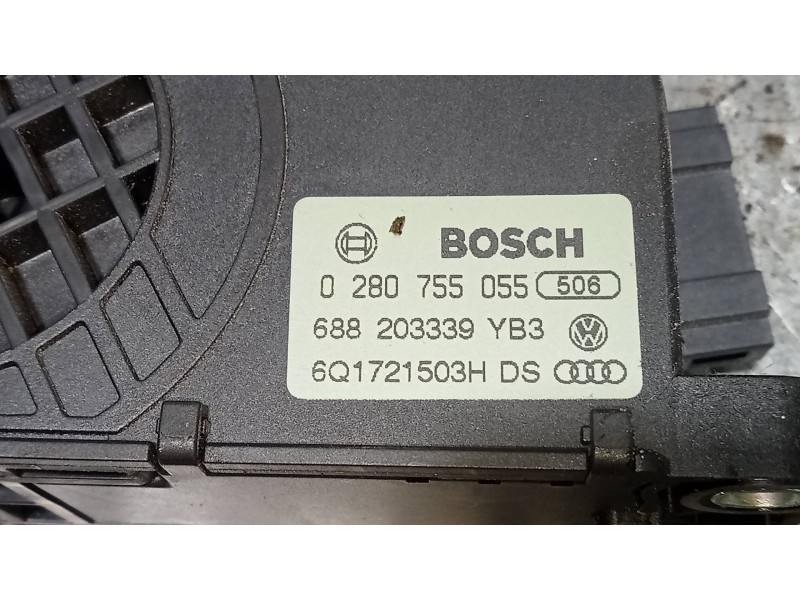 BOSCH
0 280 755 055 506
688 203339 YB3
6Q1721503H DS